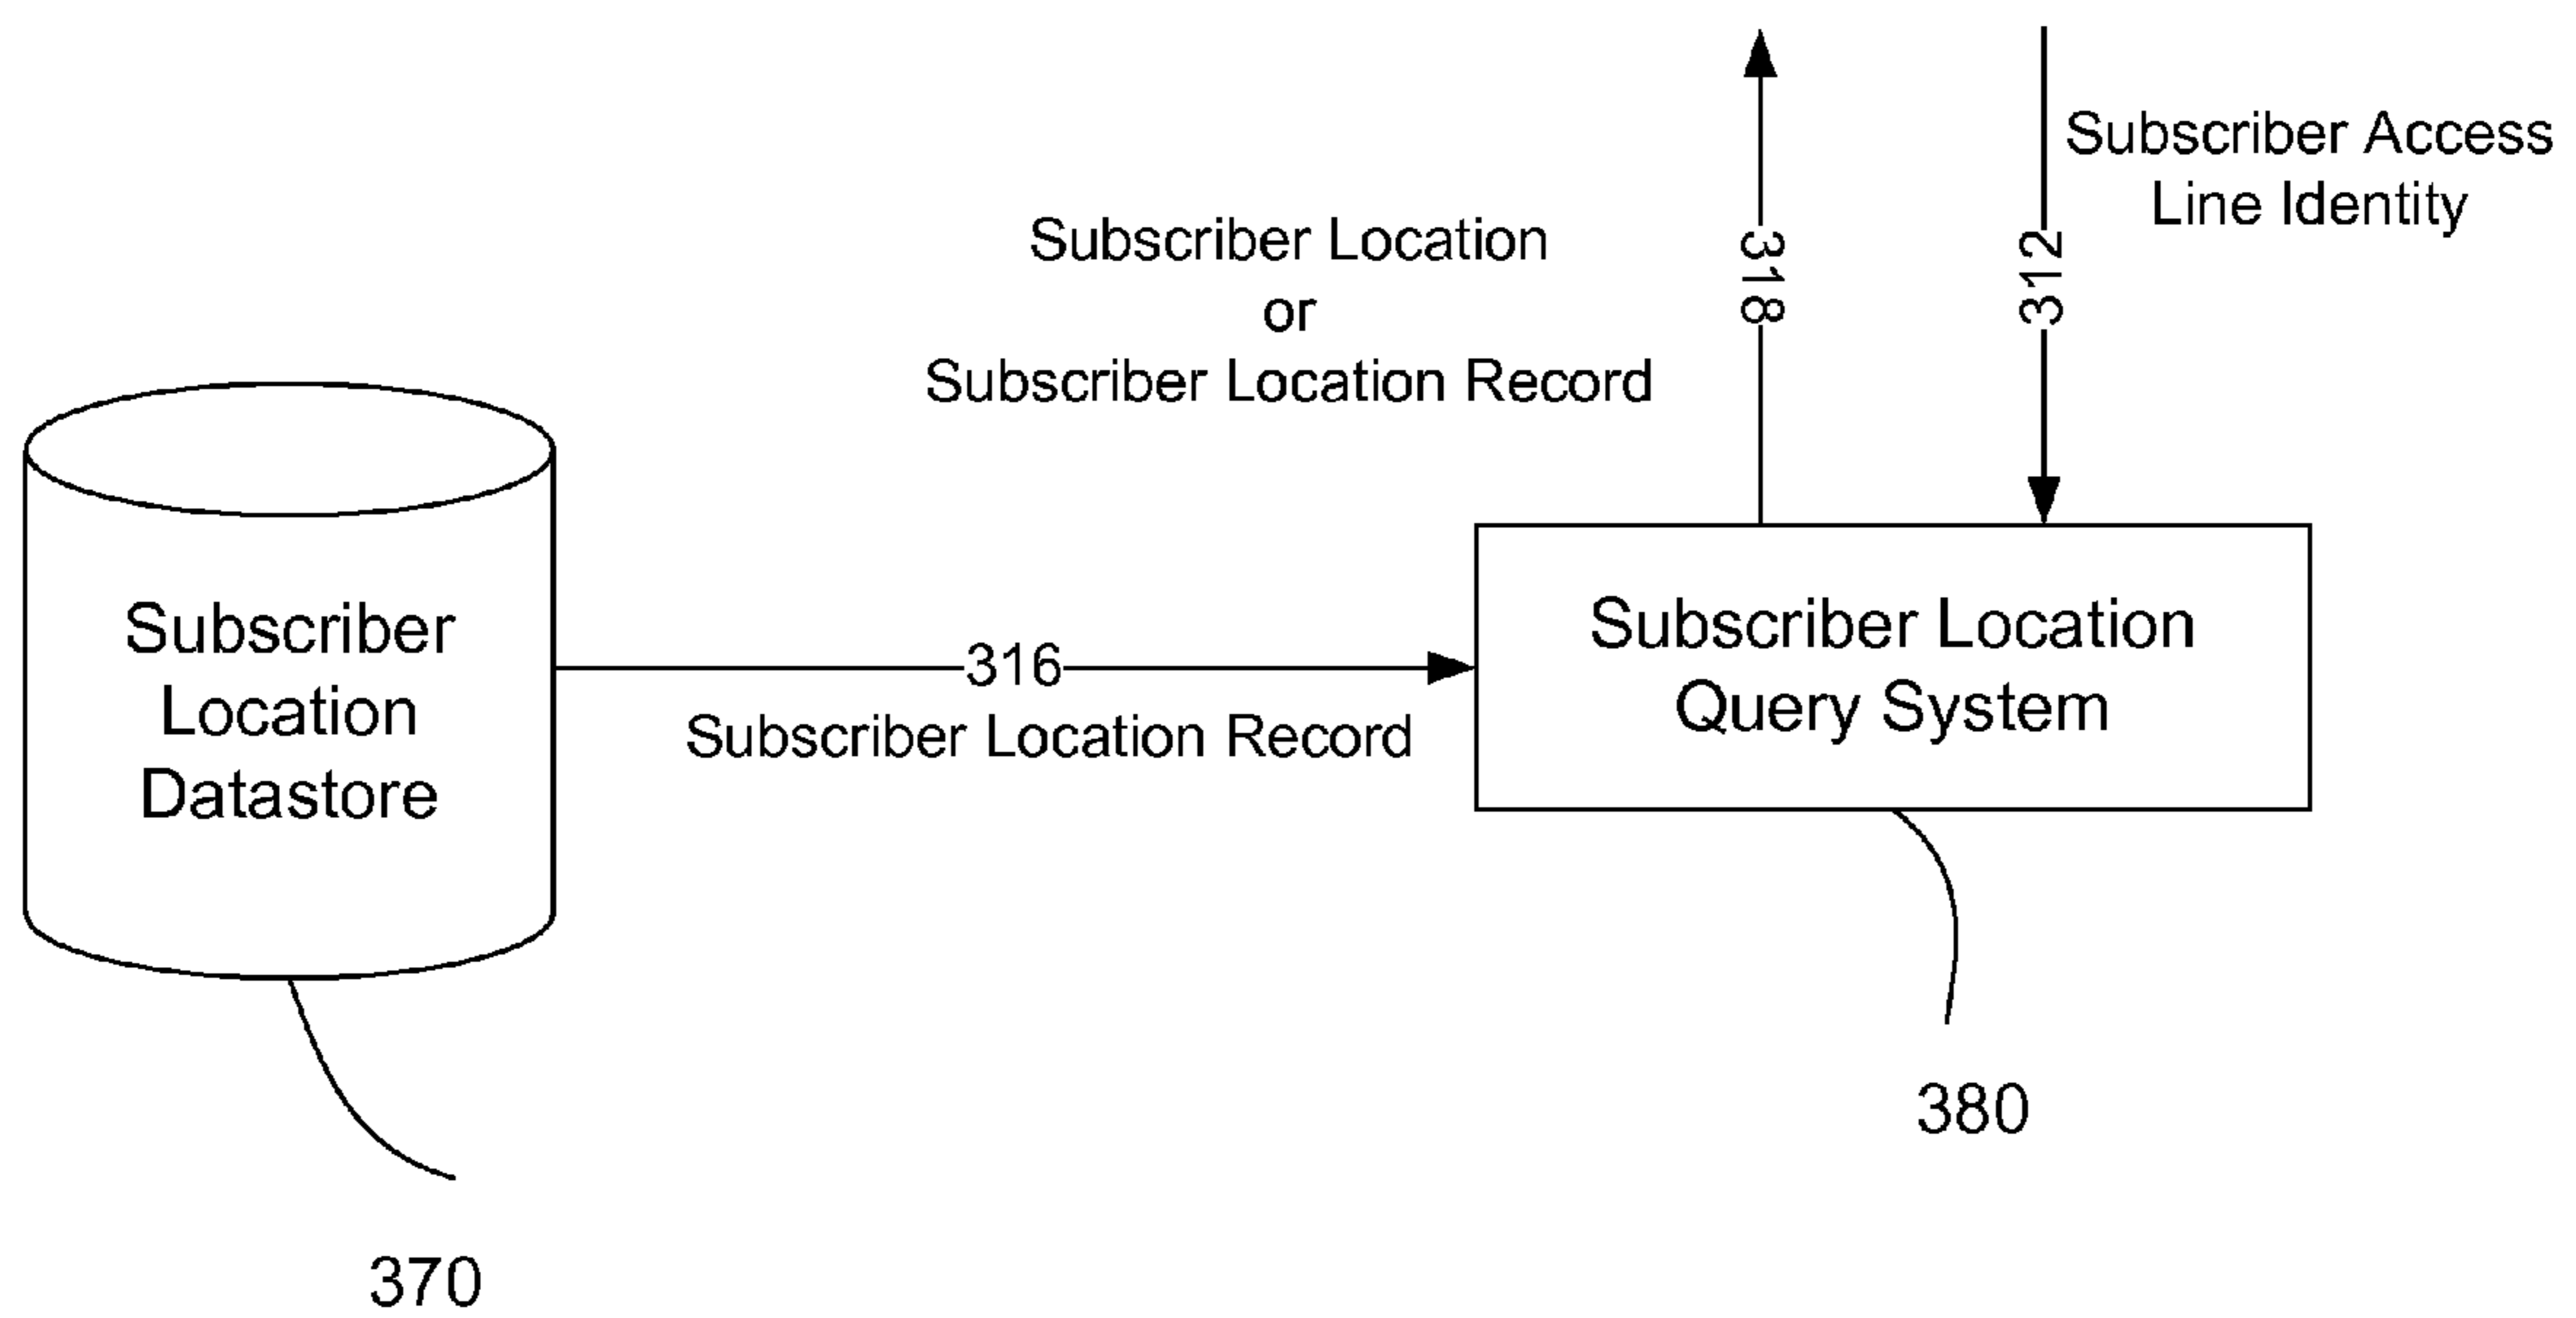 Subscriber Access
Line Identity
318
312
Subscriber Location
or
Subscriber Location Record
Subscriber
Location
Datastore
316
Subscriber Location Record
Subscriber Location
Query System
380
370